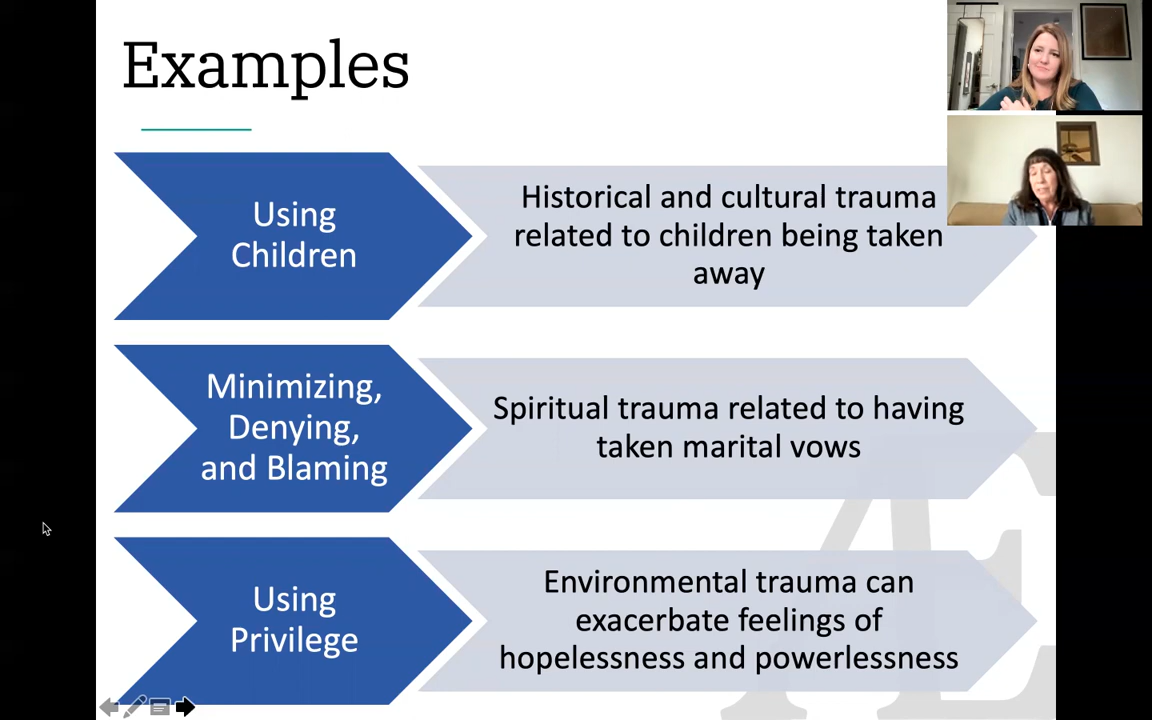 Examples
Using
Children
Historical and cultural trauma
related to children being taken
away
Minimizing,
Denying,
and Blaming
Spiritual trauma related to having
taken marital vows
Using
Privilege
Environmental trauma can
exacerbate feelings of
hopelessness and powerlessness
Æ